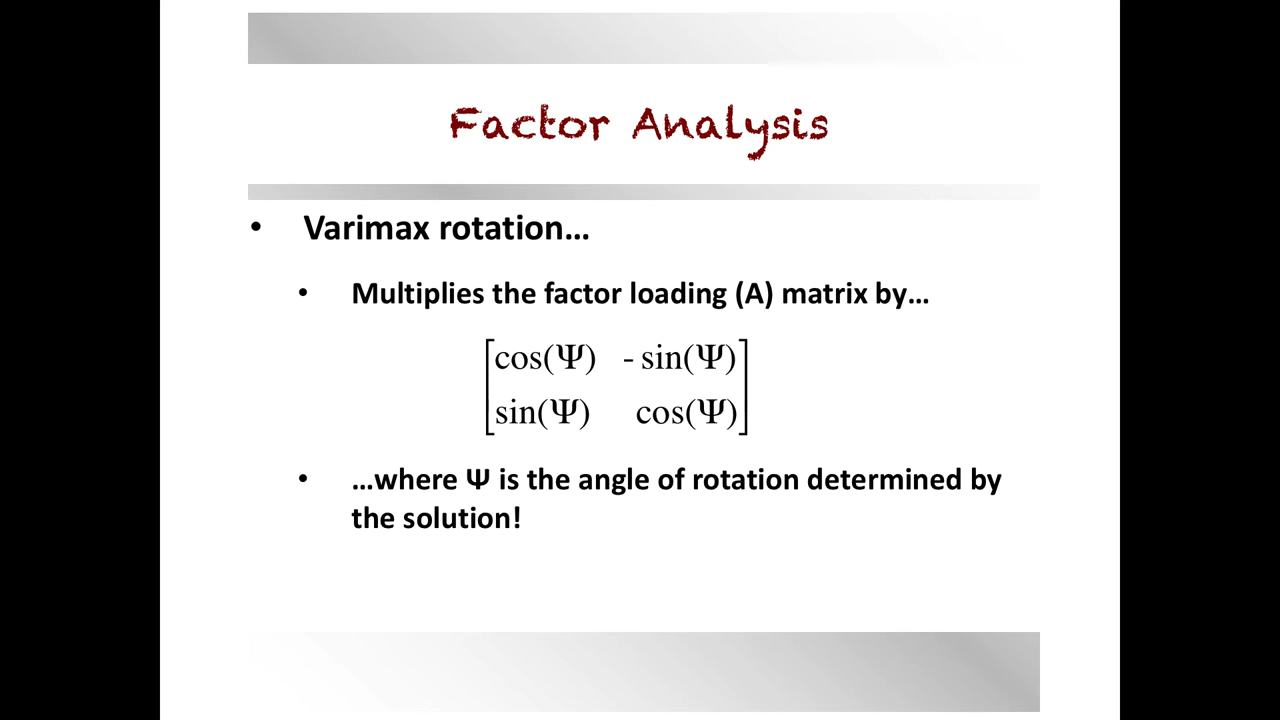 Factor Analysis
• Varimax rotation…
• Multiplies the factor loading (A) matrix by…
cos(Ψ) - sin(Ψ)
sin(Ψ) cos(Ψ)
• …where Ψ is the angle of rotation determined by
the solution!